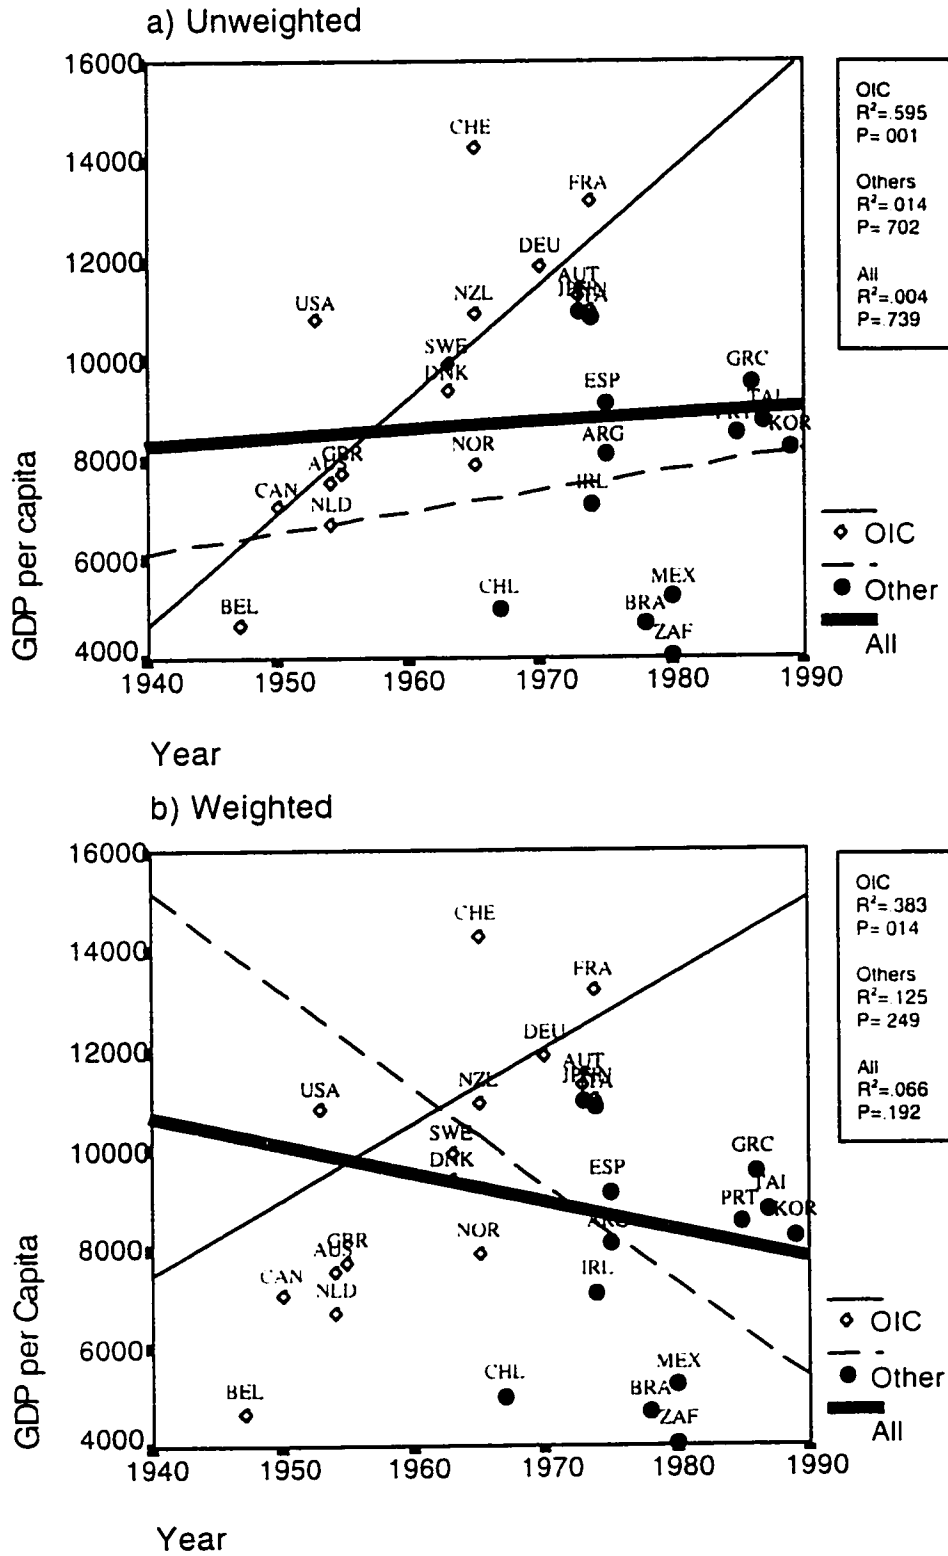 a) Unweighted
16000
14000
12000
10000
8000
6000
4000
GDP per capita
CHE
FRA
DEU
AUT
USA
NZL
SWE
DNK
GRC
ESP
TAI
KOR
ARG
NOR
GBR
AUS
CAN
NLD
IRL
MEX
CHL
BRA
BEL
ZAF
1940 1950 1960 1970 1980 1990
Year
OIC
R²=.595
P= 001
Others
R²= 014
P= 702
All
R²=.004
P=.739
OIC
Other
All
b) Weighted
16000
14000
12000
10000
8000
6000
4000
GDP per Capita
CHE
FRA
DEU
AUT
USA
NZL
SWE
DNK
GRC
ESP
TAI
PRT
KOR
NOR
GBR
AUS
CAN
NLD
IRL
MEX
CHL
BRA
BEL
ZAF
1940 1950 1960 1970 1980 1990
Year
OIC
R²=.383
P= 014
Others
R²=.125
P= 249
All
R²=.066
P=.192
OIC
Other
All